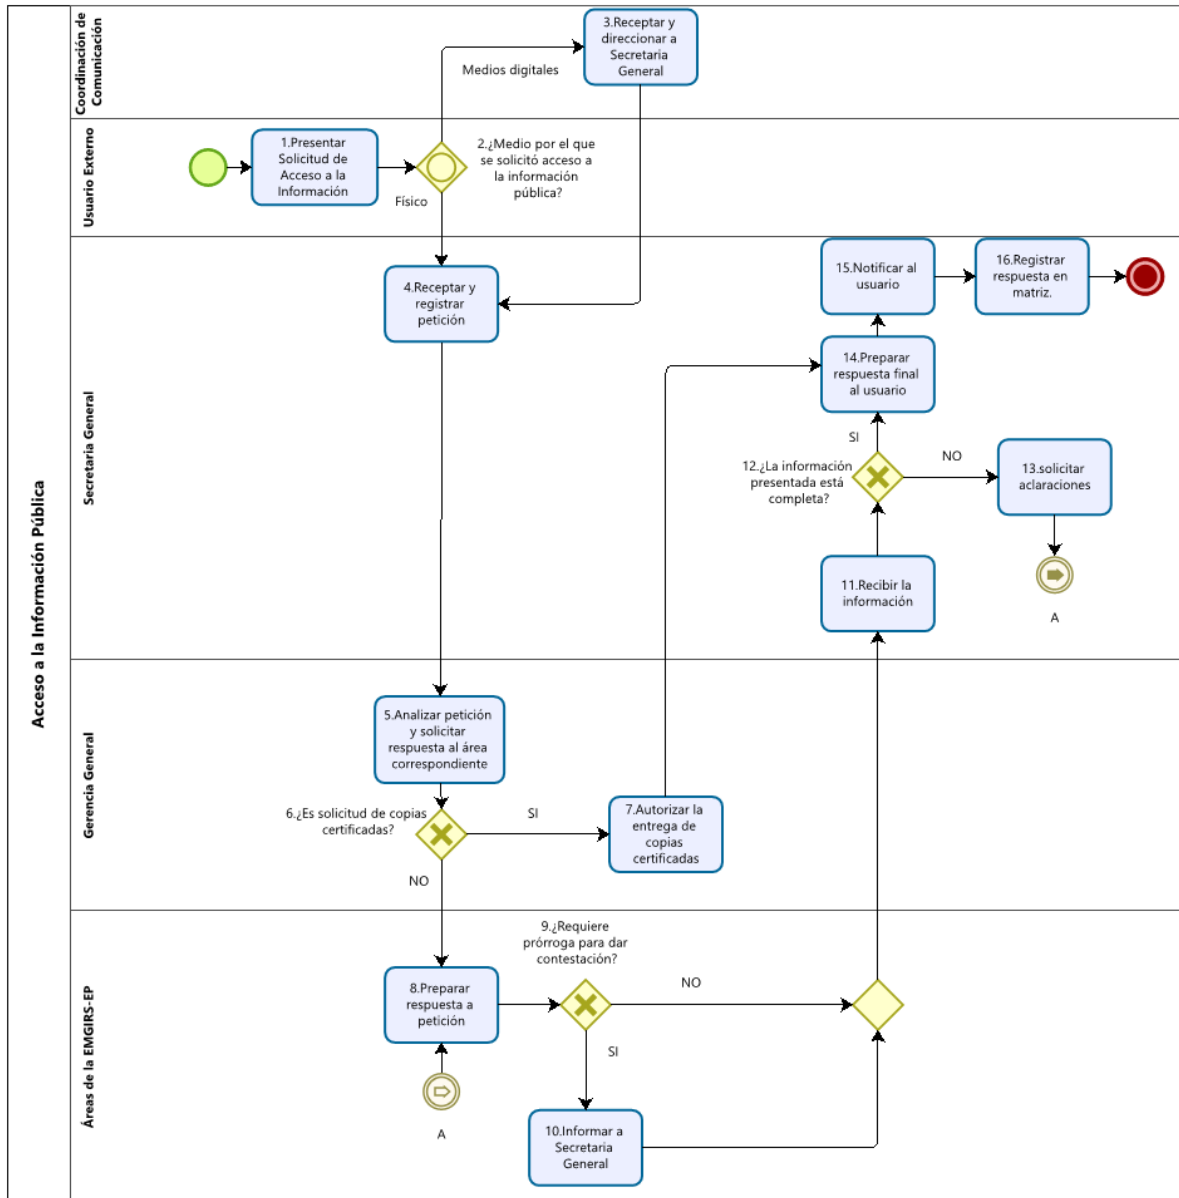 Acceso a la Información Pública
Coordinación de
Comunicación
3.Receptar y
direccionar a
Secretaria
General
Medios digitales
Usuario Externo
1.Presentar
Solicitud de
Acceso a la
Información
2.¿Medio por el que
se solicitó acceso a
la información
pública?
Físico
Secretaria General
4.Receptar y
registrar
petición
15.Notificar al
usuario
16.Registrar
respuesta en
matriz.
14.Preparar
respuesta final
al usuario
SI
12.¿La información
presentada está
completa?
NO
13.solicitar
aclaraciones
11.Recibir la
información
A
Gerencia General
5.Analizar petición
y solicitar
respuesta al área
correspondiente
6.¿Es solicitud de copias
certificadas?
SI
7.Autorizar la
entrega de
copias
certificadas
NO
Áreas de la EMGIRS-EP
9.¿Requiere
prórroga para dar
contestación?
8.Preparar
respuesta a
petición
NO
SI
A
10.Informar a
Secretaria
General